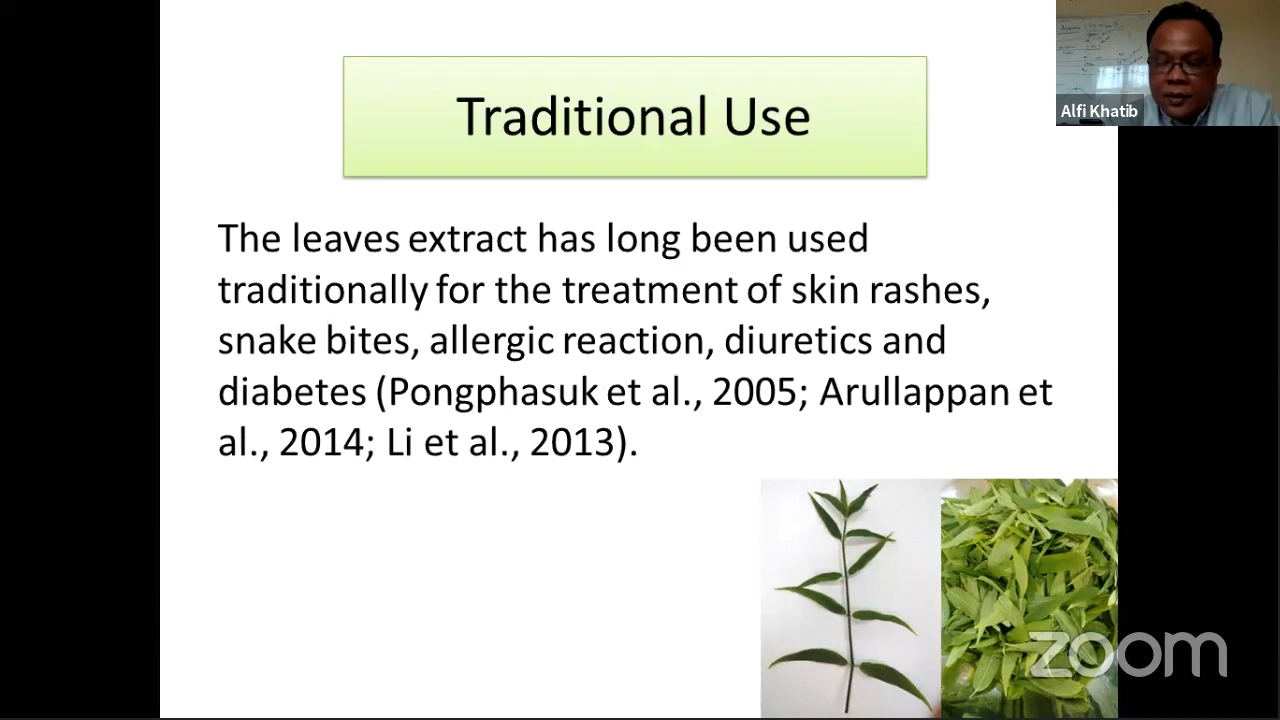 Traditional Use
The leaves extract has long been used
traditionally for the treatment of skin rashes,
snake bites, allergic reaction, diuretics and
diabetes (Pongphasuk et al., 2005; Arullappan et
al., 2014; Li et al., 2013).
Alfi Khatib
zoom